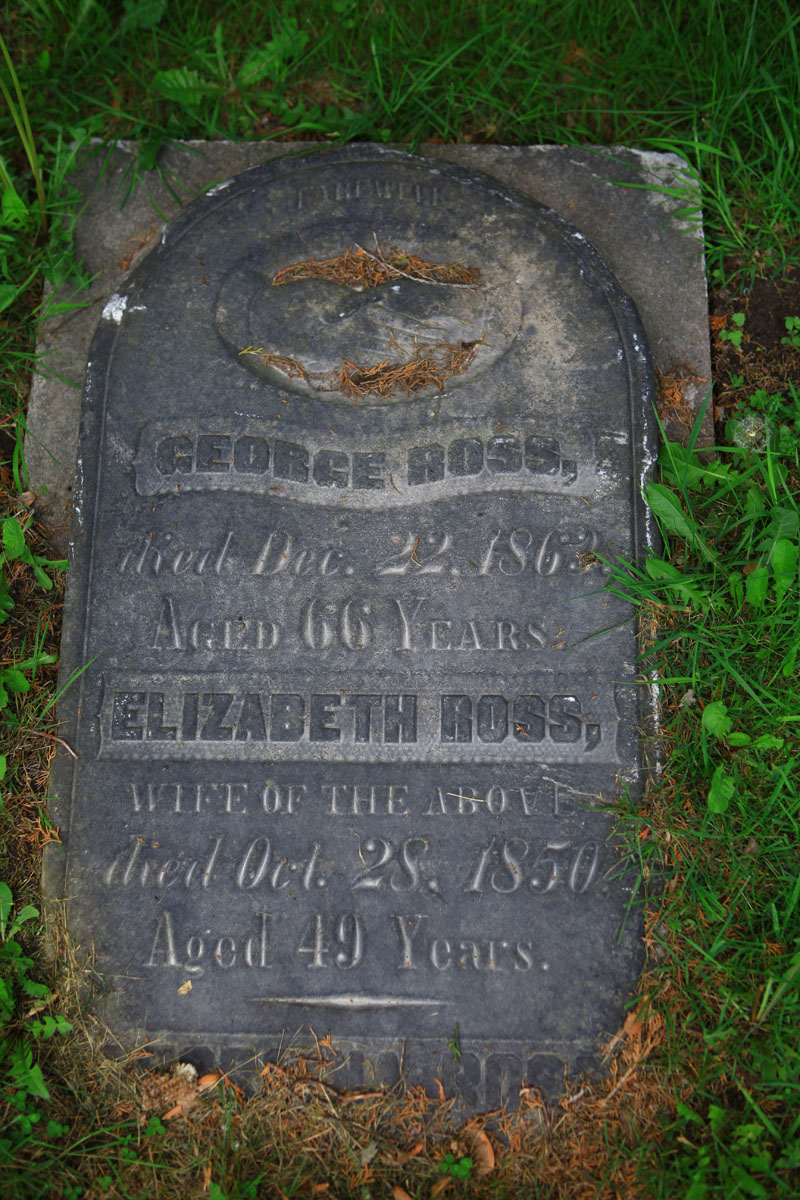 FAREWELL
GEORGE ROSS,
died Dec. 22, 1863.
AGED 66 YEARS.
ELIZABETH ROSS,
WIFE OF THE ABOVE
died Oct. 28, 1850.
Aged 49 Years.
ROSS